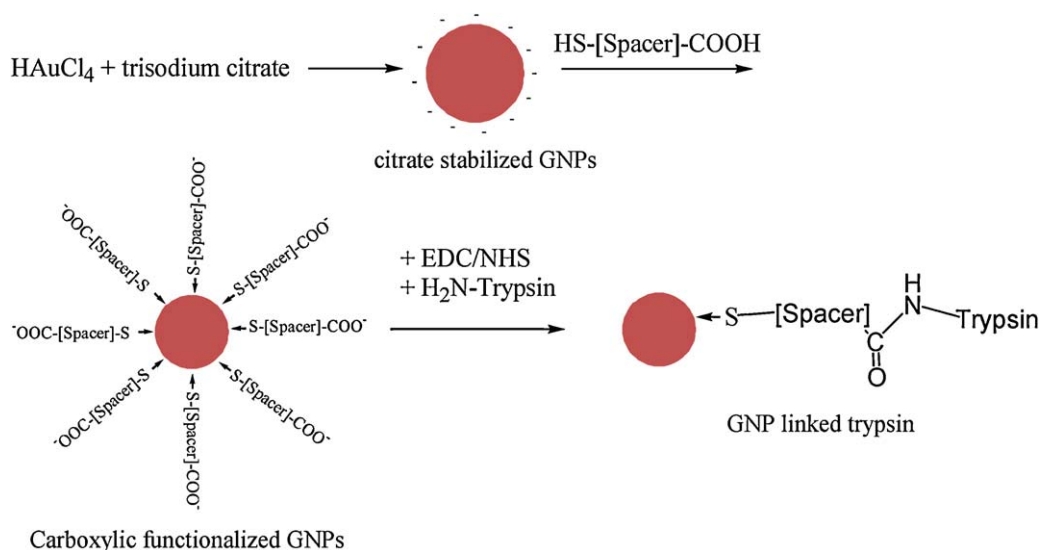 HAuCl4 + trisodium citrate
HS-[Spacer]-COOH
citrate stabilized GNPs
S-[Spacer]-COO-
-OOC-[Spacer]-S
S-[Spacer]-COO-
-OOC-[Spacer]-S
S-[Spacer]-COO-
-OOC-[Spacer]-S
S-[Spacer]-COO-
S-[Spacer]-COO-
Carboxylic functionalized GNPs
+ EDC/NHS
+ H2N-Trypsin
S-[Spacer]
C
O
H
N
Trypsin
GNP linked trypsin